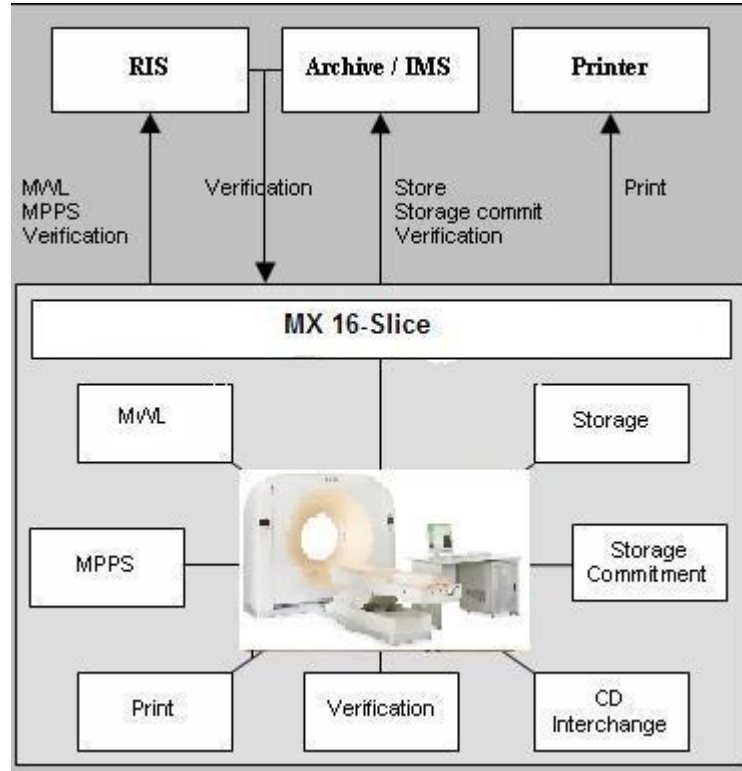 RIS
Archive / IMS
Printer
MWL
MPPS
Verification
Verification
Store
Storage commit
Verification
Print
MX 16-Slice
MWL
Storage
MPPS
Storage
Commitment
Print
Verification
CD
Interchange